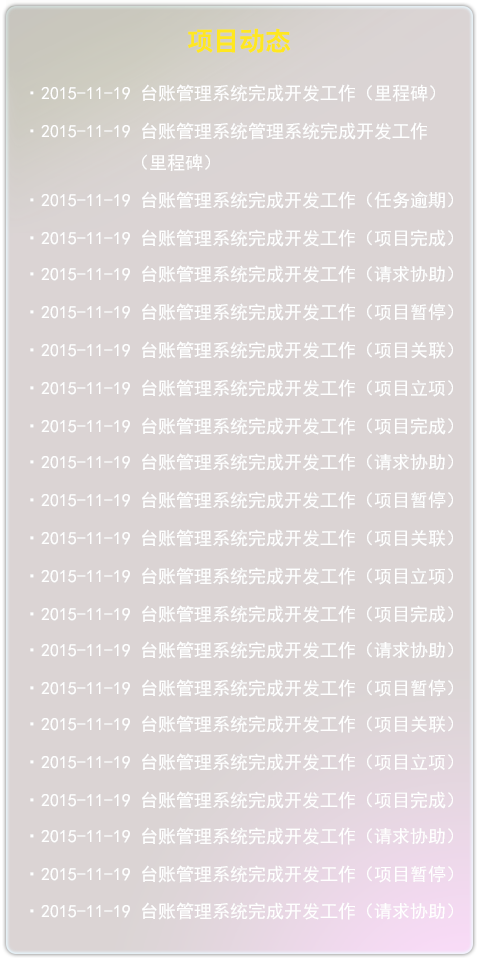 项目动态
·2015-11-19 台账管理系统完成开发工作（里程碑）
·2015-11-19 台账管理系统管理系统完成开发工作
（里程碑）
·2015-11-19 台账管理系统完成开发工作（任务逾期）
·2015-11-19 台账管理系统完成开发工作（项目完成）
·2015-11-19 台账管理系统完成开发工作（请求协助）
·2015-11-19 台账管理系统完成开发工作（项目暂停）
·2015-11-19 台账管理系统完成开发工作（项目关联）
·2015-11-19 台账管理系统完成开发工作（项目立项）
·2015-11-19 台账管理系统完成开发工作（项目完成）
·2015-11-19 台账管理系统完成开发工作（请求协助）
·2015-11-19 台账管理系统完成开发工作（项目暂停）
·2015-11-19 台账管理系统完成开发工作（项目关联）
·2015-11-19 台账管理系统完成开发工作（项目立项）
·2015-11-19 台账管理系统完成开发工作（项目完成）
·2015-11-19 台账管理系统完成开发工作（请求协助）
·2015-11-19 台账管理系统完成开发工作（项目暂停）
·2015-11-19 台账管理系统完成开发工作（项目关联）
·2015-11-19 台账管理系统完成开发工作（项目立项）
·2015-11-19 台账管理系统完成开发工作（项目完成）
·2015-11-19 台账管理系统完成开发工作（请求协助）
·2015-11-19 台账管理系统完成开发工作（项目暂停）
·2015-11-19 台账管理系统完成开发工作（请求协助）